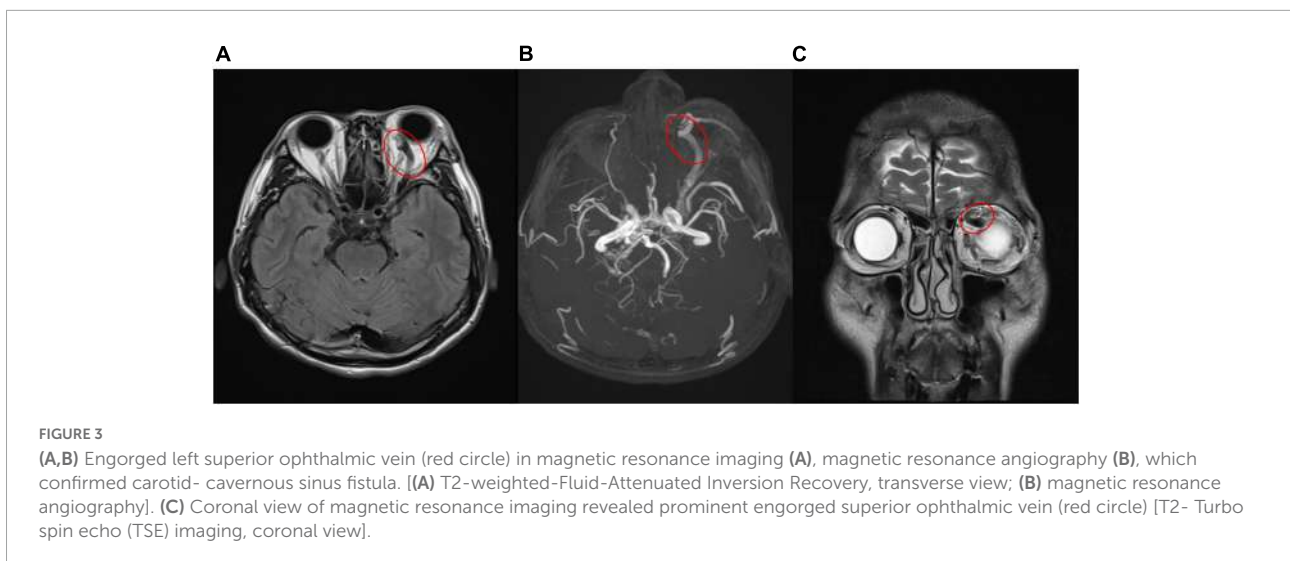 A
B
C
FIGURE 3
(A,B) Engorged left superior ophthalmic vein (red circle) in magnetic resonance imaging (A), magnetic resonance angiography (B), which
confirmed carotid- cavernous sinus fistula. [(A) T2-weighted-Fluid-Attenuated Inversion Recovery, transverse view; (B) magnetic resonance
angiography]. (C) Coronal view of magnetic resonance imaging revealed prominent engorged superior ophthalmic vein (red circle) [T2- Turbo
spin echo (TSE) imaging, coronal view].